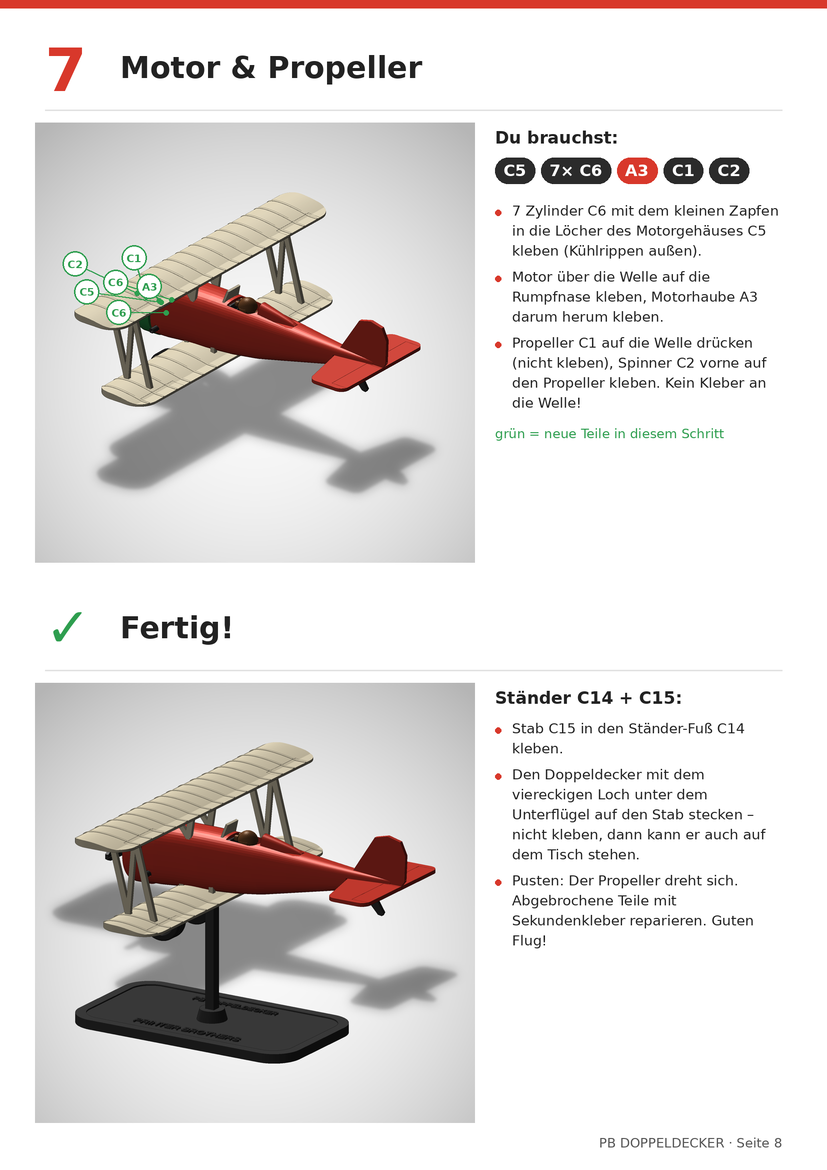 7 Motor & Propeller
C2
C1
C6
A3
C5
C6
Du brauchst:
C5 7× C6 A3 C1 C2
• 7 Zylinder C6 mit dem kleinen Zapfen
in die Löcher des Motorgehäuses C5
kleben (Kühlrippen außen).
• Motor über die Welle auf die
Rumpfnase kleben, Motorhaube A3
darum herum kleben.
• Propeller C1 auf die Welle drücken
(nicht kleben), Spinner C2 vorne auf
den Propeller kleben. Kein Kleber an
die Welle!
grün = neue Teile in diesem Schritt
✓ Fertig!
Ständer C14 + C15:
• Stab C15 in den Ständer-Fuß C14
kleben.
• Den Doppeldecker mit dem
viereckigen Loch unter dem
Unterflügel auf den Stab stecken –
nicht kleben, dann kann er auch auf
dem Tisch stehen.
• Pusten: Der Propeller dreht sich.
Abgebrochene Teile mit
Sekundenkleber reparieren. Guten
Flug!
PB DOPPELDECKER · Seite 8